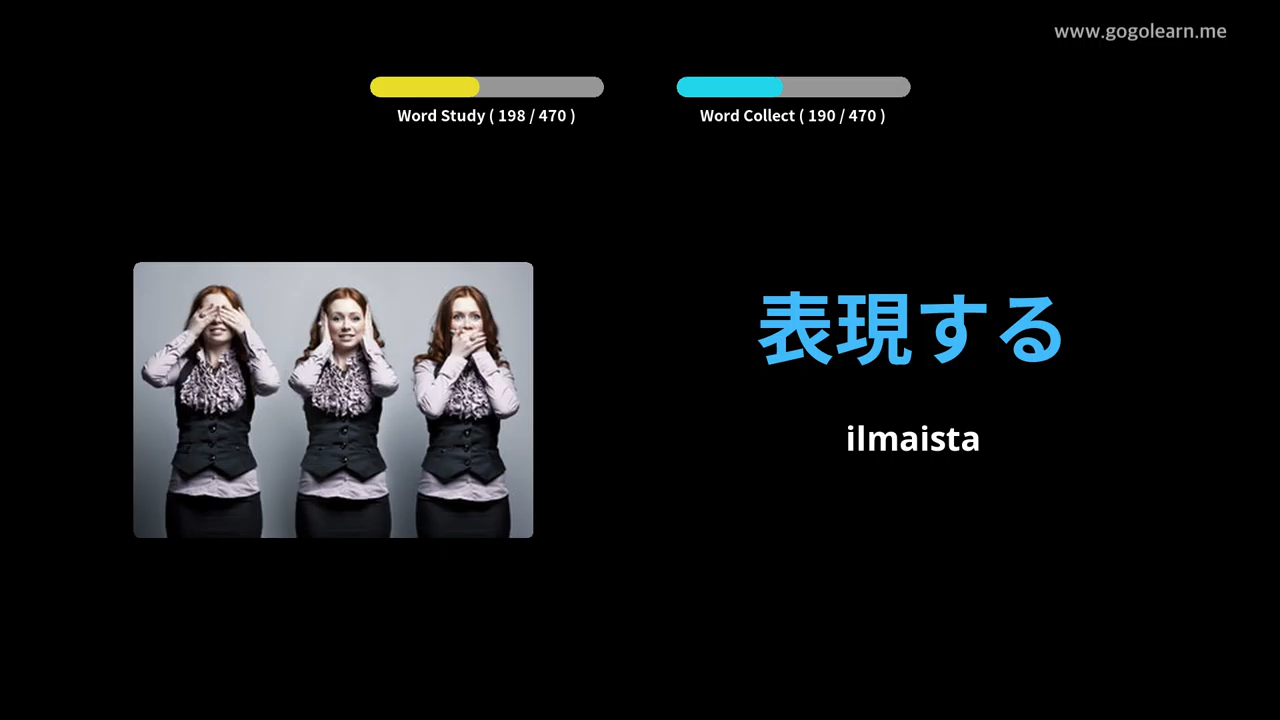 www.gogolearn.me
Word Study ( 198 / 470 )
Word Collect ( 190 / 470 )
表現する
ilmaista